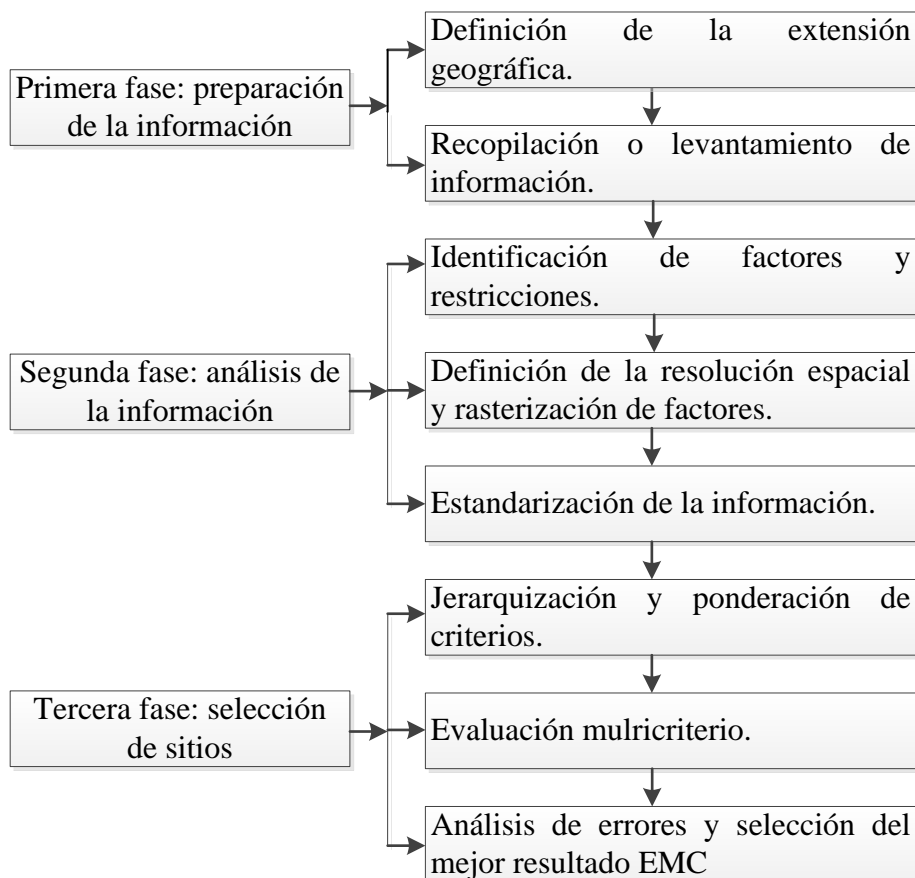 Primera fase: preparación
de la información
Definición de la extensión
geográfica.
Recopilación o levantamiento de
información.
Segunda fase: análisis de
la información
Identificación de factores y
restricciones.
Definición de la resolución espacial
y rasterización de factores.
Estandarización de la información.
Tercera fase: selección
de sitios
Jerarquización y ponderación de
criterios.
Evaluación mulricriterio.
Análisis de errores y selección del
mejor resultado EMC